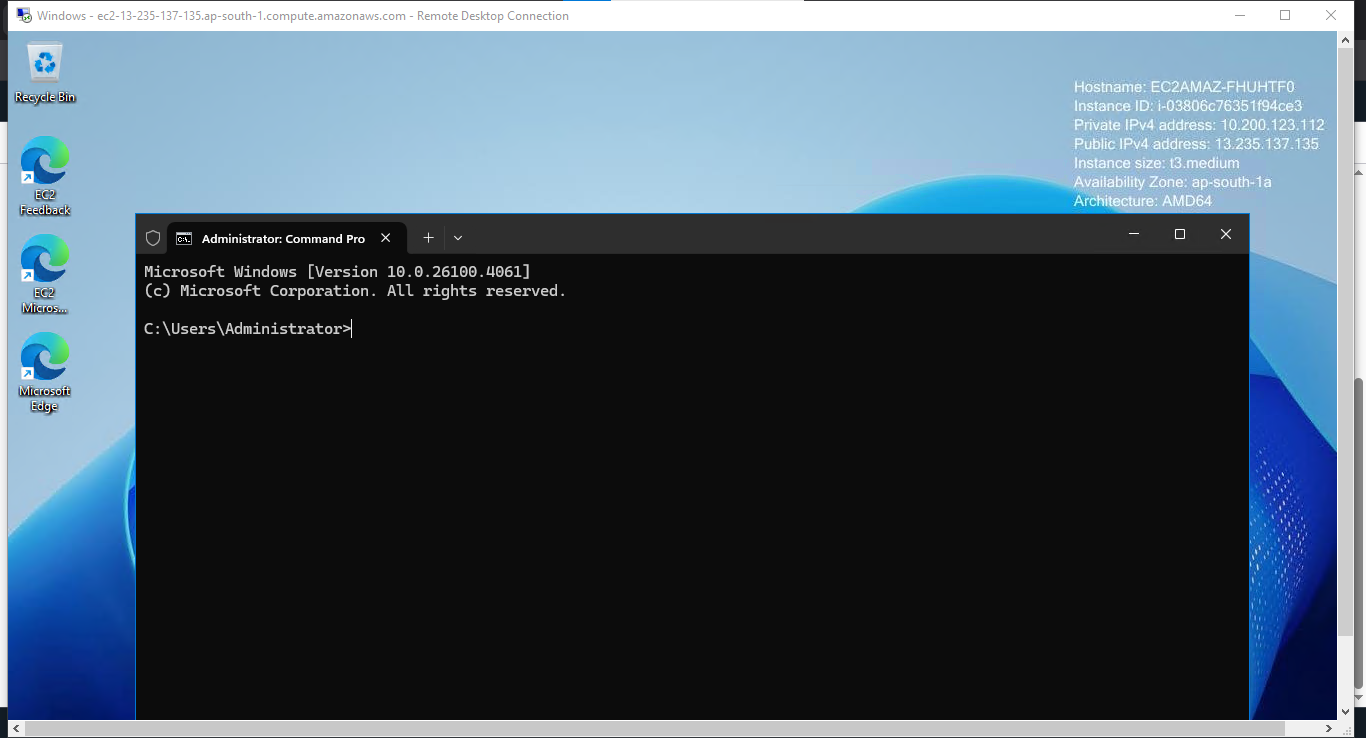 Windows - ec2-13-235-137-135.ap-south-1.compute.amazonaws.com - Remote Desktop Connection
Recycle Bin
EC2
Feedback
EC2
Micros...
Microsoft
Edge
Hostname: EC2AMAZ-FHUHTF0
Instance ID: i-03806c76351f94ce3
Private IPv4 address: 10.200.123.112
Public IPv4 address: 13.235.137.135
Instance size: t3.medium
Availability Zone: ap-south-1a
Architecture: AMD64
Administrator: Command Pro
Microsoft Windows [Version 10.0.26100.4061]
(c) Microsoft Corporation. All rights reserved.
C:\Users\Administrator>